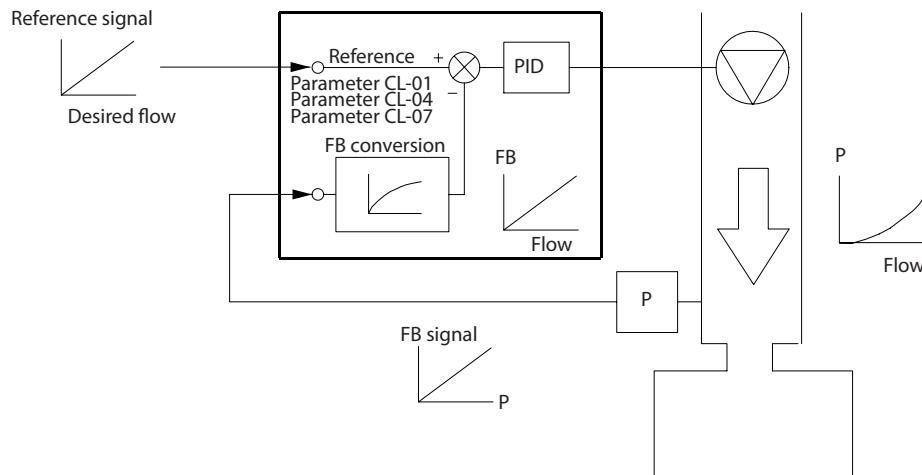 Reference signal
Desired flow
Reference
+
−
Parameter CL-01
Parameter CL-04
Parameter CL-07
PID
FB conversion
FB
Flow
P
Flow
P
FB signal
P